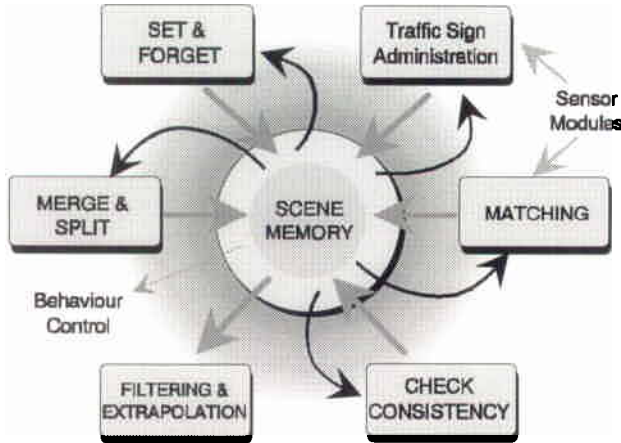 SET &
FORGET
Traffic Sign
Administration
Sensor
Modules
MERGE &
SPLIT
SCENE
MEMORY
MATCHING
Behaviour
Control
FILTERING &
EXTRAPOLATION
CHECK
CONSISTENCY